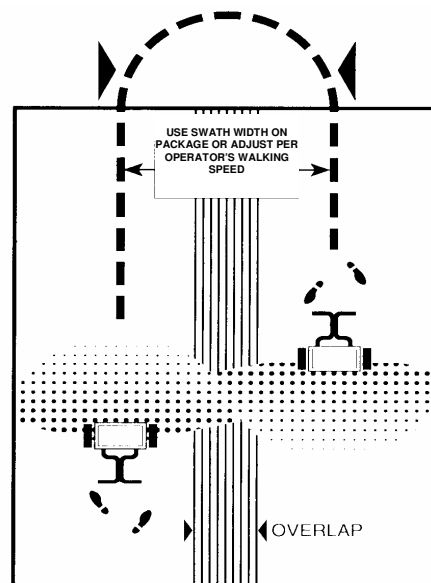 USE SWATH WIDTH ON
PACKAGE OR ADJUST PER
OPERATOR'S WALKING
SPEED
OVERLAP